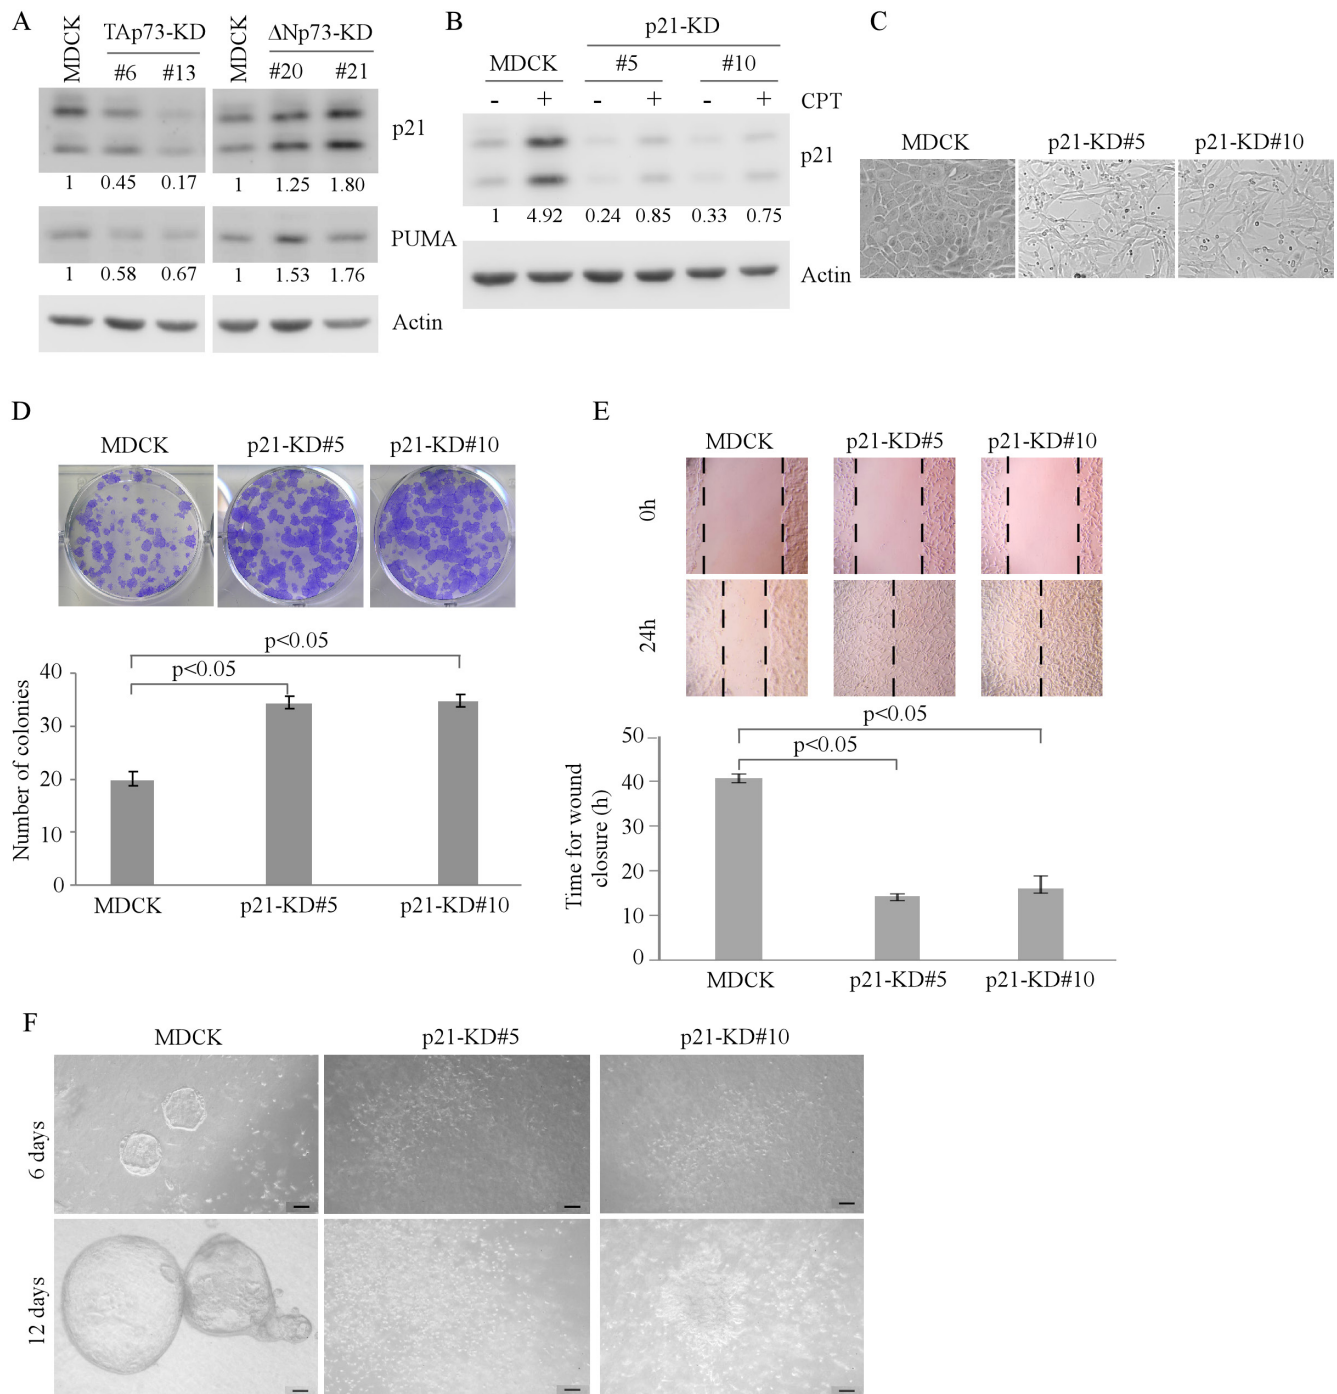 A
MDCK
TAp73-KD
#6 #13
MDCK
ΔNp73-KD
#20 #21
p21
1 0.45 0.17 1 1.25 1.80
PUMA
1 0.58 0.67 1 1.53 1.76
Actin
B
p21-KD
MDCK #5 #10
- + - + - + CPT
p21
1 4.92 0.24 0.85 0.33 0.75
Actin
C
MDCK p21-KD#5 p21-KD#10
D
MDCK p21-KD#5 p21-KD#10
p<0.05
p<0.05
Number of colonies
40
30
20
10
0
MDCK p21-KD#5 p21-KD#10
E
MDCK p21-KD#5 p21-KD#10
0h
24h
p<0.05
p<0.05
Time for wound
closure (h)
50
40
30
20
10
0
MDCK p21-KD#5 p21-KD#10
F
MDCK p21-KD#5 p21-KD#10
6 days
12 days